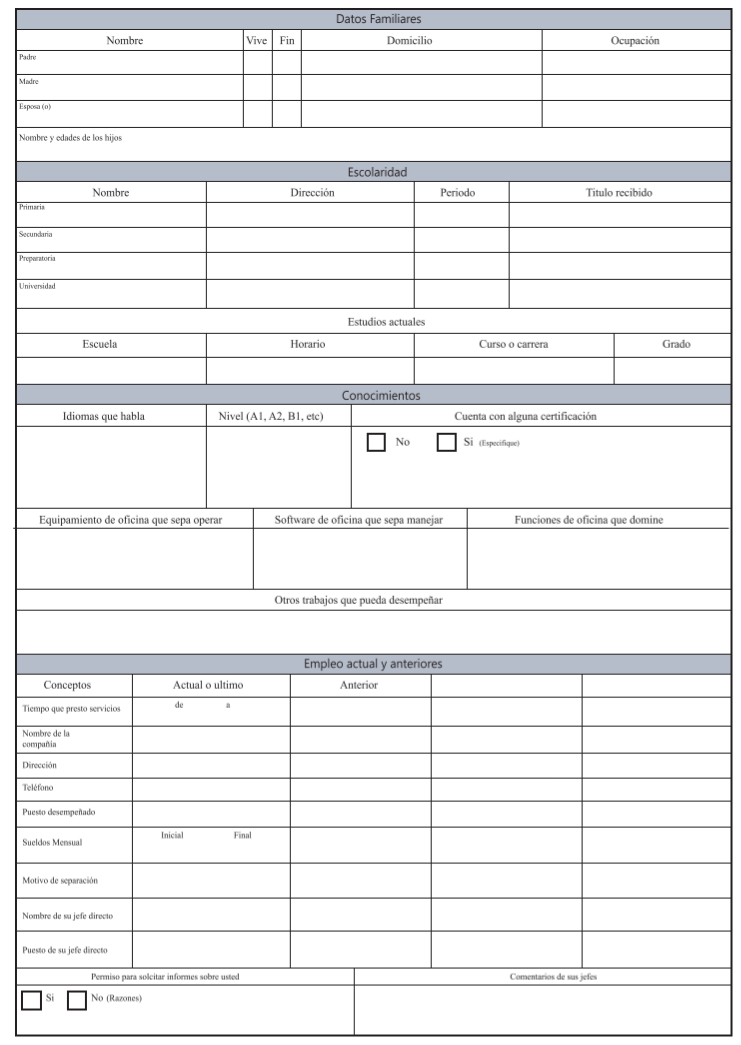 Datos Familiares
Nombre Vive Fin Domicilio Ocupación
Padre
Madre
Esposa (o)
Nombre y edades de los hijos
Escolaridad
Nombre Dirección Periodo Titulo recibido
Primaria
Secundaria
Preparatoria
Universidad
Estudios actuales
Escuela Horario Curso o carrera Grado
Conocimientos
Idiomas que habla Nivel (A1, A2, B1, etc) Cuenta con alguna certificación
No Si (Especifique)
Equipamiento de oficina que sepa operar Software de oficina que sepa manejar Funciones de oficina que domine
Otros trabajos que pueda desempeñar
Empleo actual y anteriores
Conceptos Actual o ultimo Anterior
Tiempo que presto servicios de a
Nombre de la
compañía
Dirección
Teléfono
Puesto desempeñado
Sueldos Mensual Inicial Final
Motivo de separación
Nombre de su jefe directo
Puesto de su jefe directo
Permiso para solcitar informes sobre usted Comentarios de sus jefes
Si No (Razones)